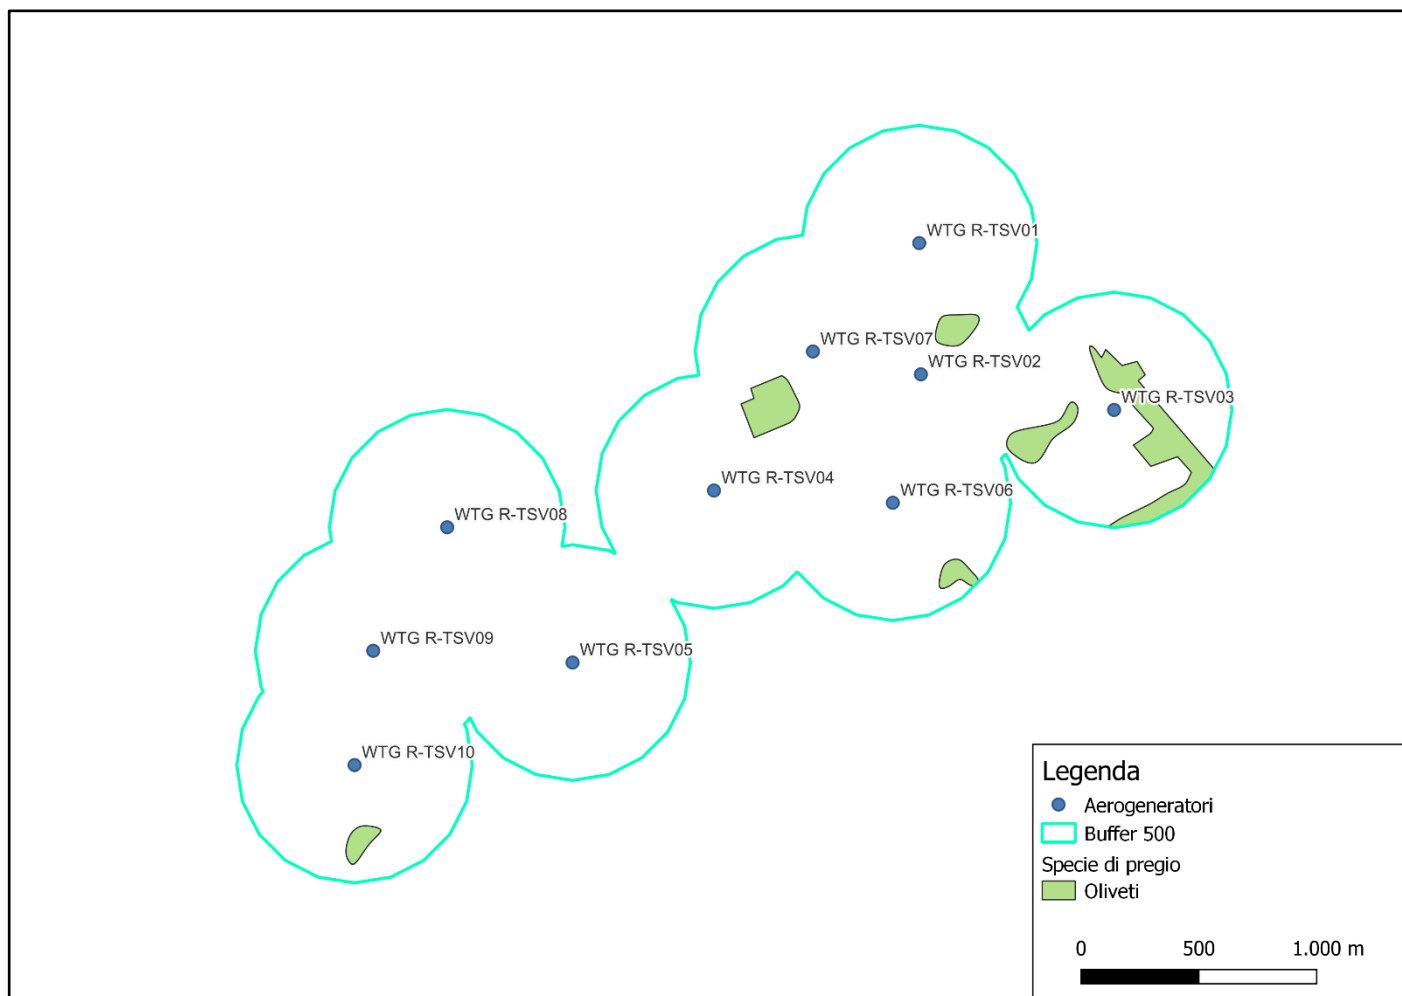 WTG R-TSV01
WTG R-TSV07
WTG R-TSV02
WTG R-TSV03
WTG R-TSV04
WTG R-TSV06
WTG R-TSV08
WTG R-TSV09
WTG R-TSV05
WTG R-TSV10
Legenda
Aerogeneratori
Buffer 500
Specie di pregio
Oliveti
0 500 1.000 m